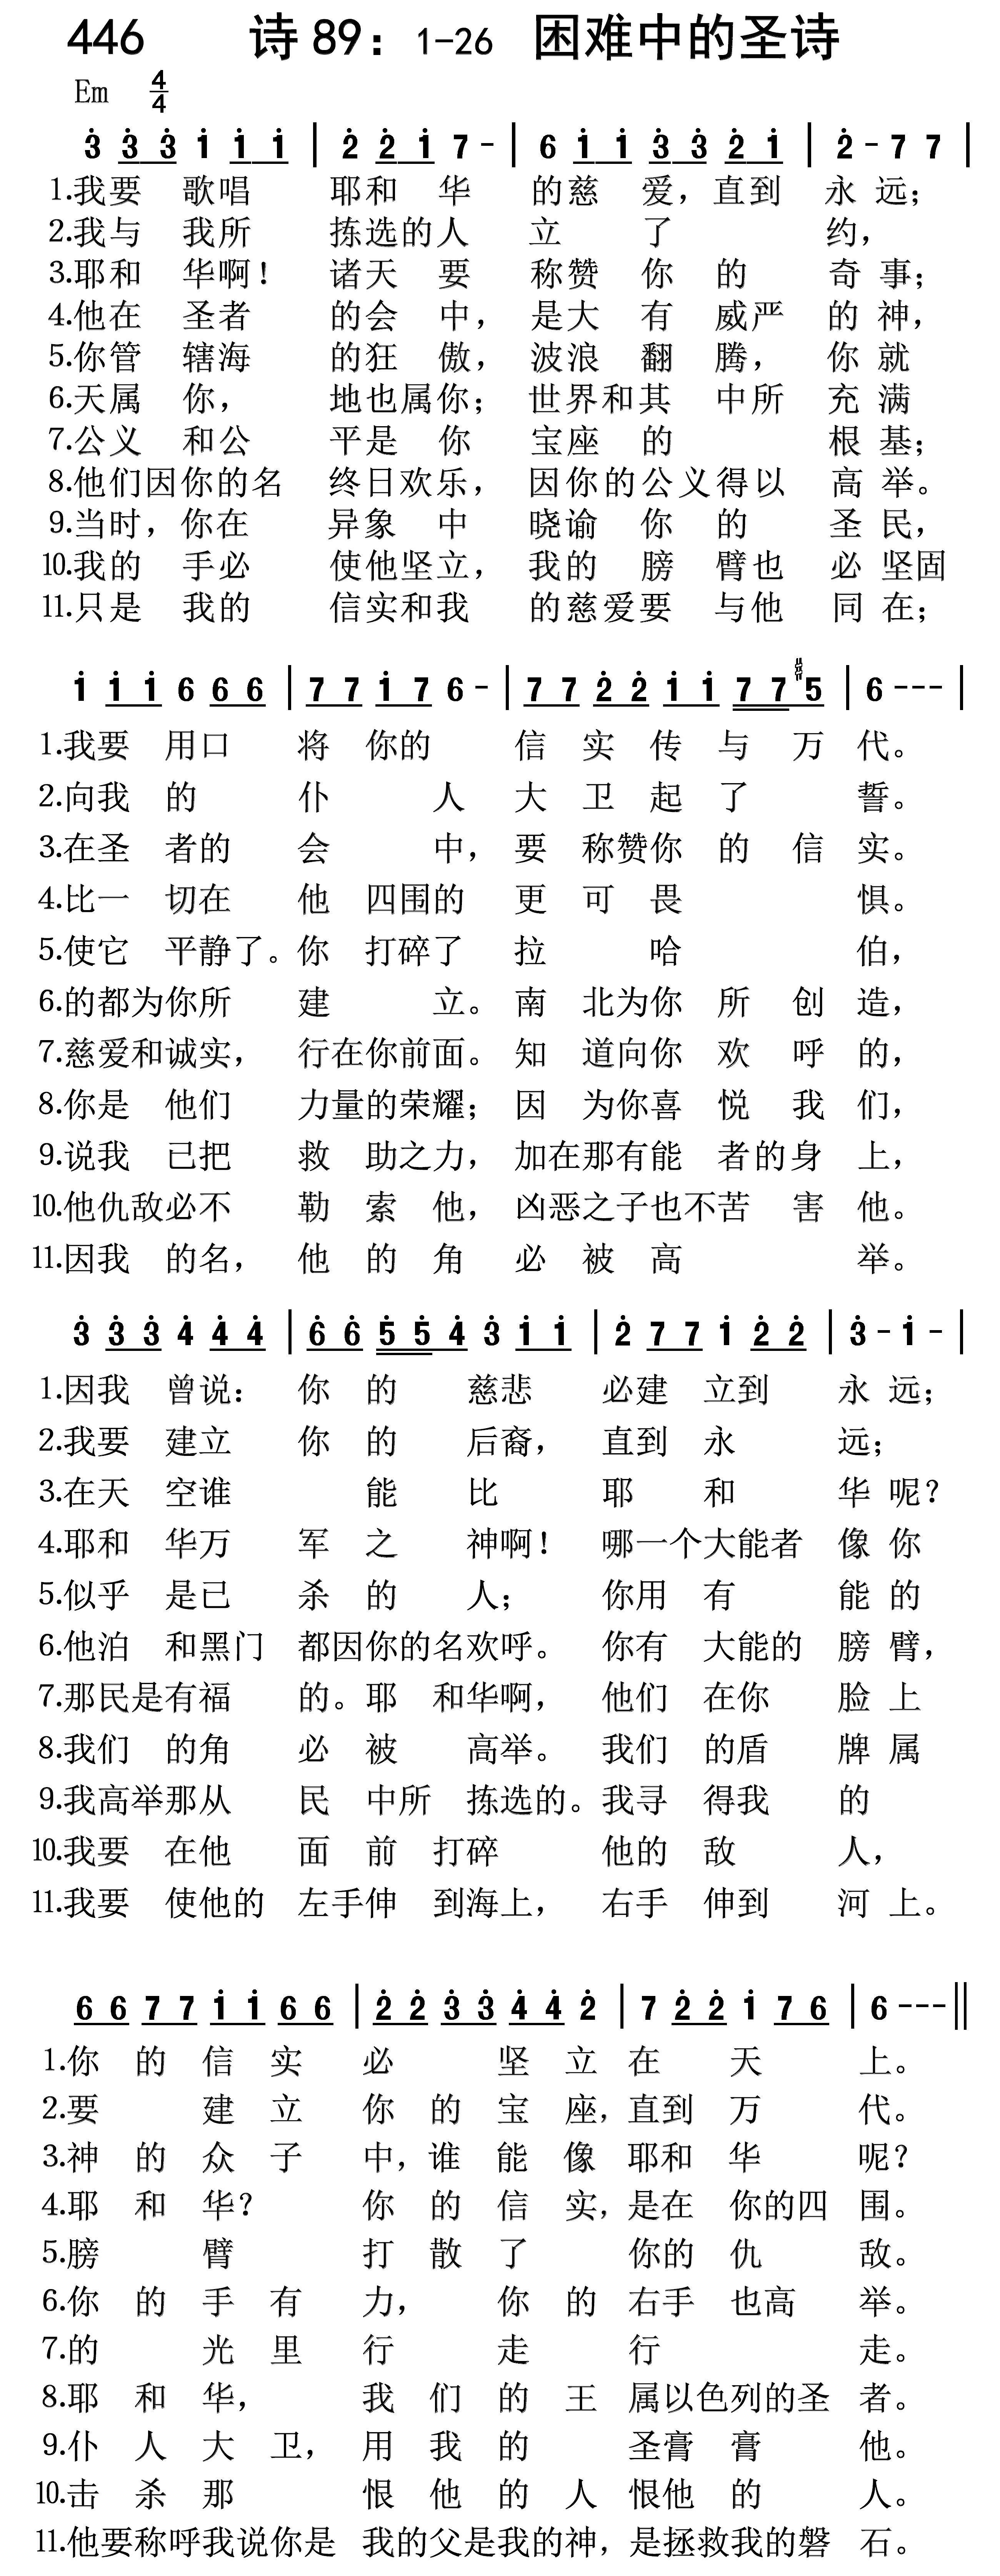 446 诗 89：1-26 困难中的圣诗
Em 4/4
3 3 3 1 1 1 | 2 2 1 7 - | 6 1 1 3 3 2 1 | 2 - 7 7 |
1.我要 歌唱 耶和 华 的慈 爱，直到 永 远；
2.我与 我所 拣选的人 立 了 约，
3.耶和 华啊！ 诸天 要 称赞 你 的 奇 事；
4.他在 圣者 的会 中， 是大 有 威严 的 神，
5.你管 辖海 的狂 傲， 波浪 翻 腾， 你 就
6.天属 你， 地也属你； 世界和其 中所 充 满
7.公义 和公 平是 你 宝座 的 根 基；
8.他们因你的名 终日欢乐， 因你的公义得以 高 举。
9.当时，你在 异象 中 晓谕 你 的 圣 民，
10.我的 手必 使他坚立， 我的 膀 臂也 必 坚固
11.只是 我的 信实和我 的慈爱要 与他 同 在；
1 1 1 6 6 6 | 7 7 1 7 6 - | 7 7 2 2 1 1 7 7 #5 | 6 - - - |
1.我要 用口 将 你的 信 实 传 与 万 代。
2.向我 的 仆 人 大 卫 起 了 誓。
3.在圣 者的 会 中， 要 称赞你 的 信 实。
4.比一 切在 他 四围的 更 可 畏 惧。
5.使它 平静了。你 打碎了 拉 哈 伯，
6.的都为你所 建 立。 南 北为你 所 创 造，
7.慈爱和诚实， 行在你前面。 知 道向你 欢 呼 的，
8.你是 他们 力量的荣耀； 因 为你喜 悦 我 们，
9.说我 已把 救 助之力， 加在那有能 者的身 上，
10.他仇敌必不 勒 索 他， 凶恶之子也不苦 害 他。
11.因我 的名， 他 的 角 必 被 高 举。
3 3 3 4 4 4 | 6 6 5 5 4 3 1 1 | 2 7 7 1 2 2 | 3 - 1 - |
1.因我 曾说： 你 的 慈悲 必建 立到 永 远；
2.我要 建立 你 的 后裔， 直到 永 远；
3.在天 空谁 能 比 耶 和 华 呢？
4.耶和 华万 军 之 神啊！ 哪一个大能者 像 你
5.似乎 是已 杀 的 人； 你用 有 能 的
6.他泊 和黑门 都因你的名欢呼。 你有 大能的 膀 臂，
7.那民是有福 的。耶 和华啊， 他们 在你 脸 上
8.我们 的角 必 被 高举。 我们 的盾 牌 属
9.我高举那从 民 中所 拣选的。我寻 得我 的
10.我要 在他 面 前 打碎 他的 敌 人，
11.我要 使他的 左手伸 到海上， 右手 伸到 河 上。
6 6 7 7 1 1 6 6 | 2 2 3 3 4 4 2 | 7 2 2 1 7 6 | 6 - - - ||
1.你 的 信 实 必 坚 立 在 天 上。
2.要 建 立 你 的 宝 座，直到 万 代。
3.神 的 众 子 中，谁 能 像 耶和 华 呢？
4.耶 和 华？ 你 的 信 实，是在 你的四 围。
5.膀 臂 打 散 了 你的 仇 敌。
6.你 的 手 有 力， 你 的 右手 也高 举。
7.的 光 里 行 走 行 走。
8.耶 和 华， 我 们 的 王 属以色列的圣 者。
9.仆 人 大 卫， 用 我 的 圣膏 膏 他。
10.击 杀 那 恨 他 的 人 恨他 的 人。
11.他要称呼我说你是 我的父是我的神，是拯救我的磐 石。